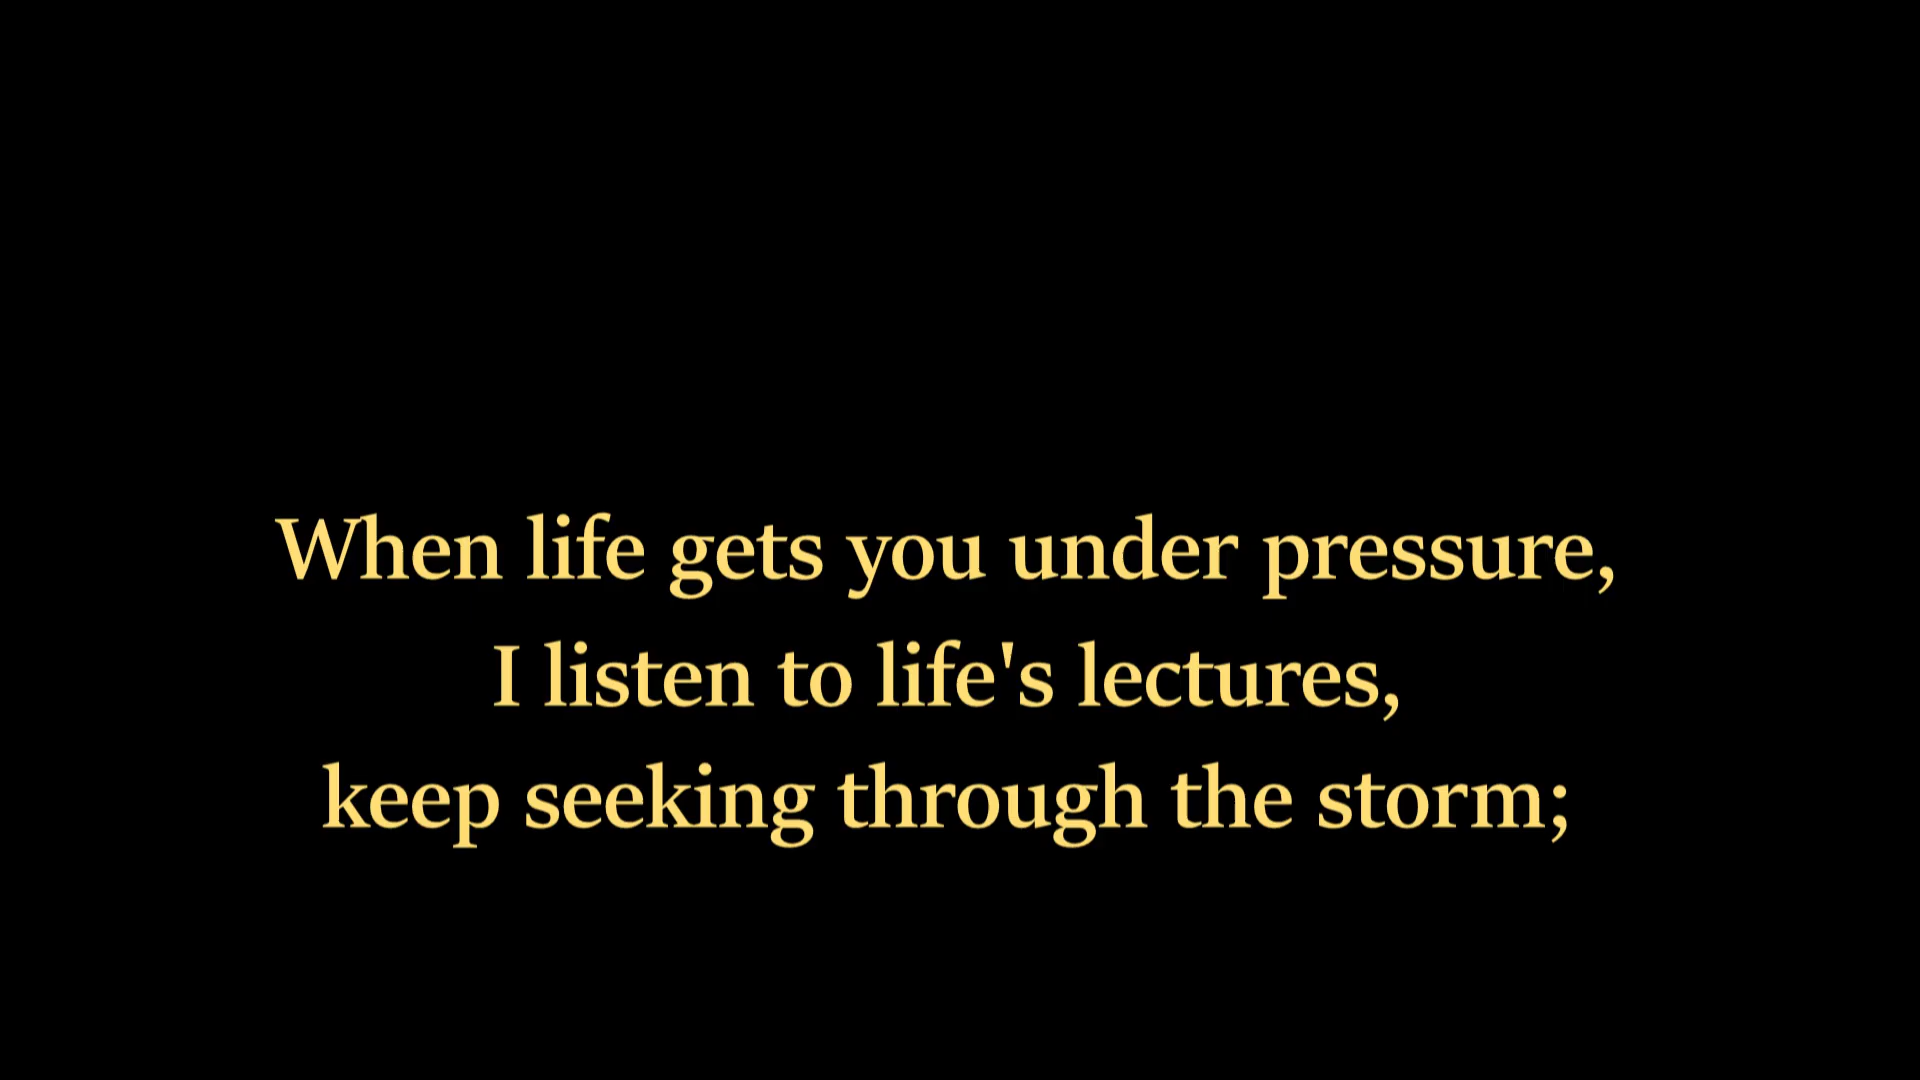 When life gets you under pressure,
I listen to life's lectures,
keep seeking through the storm;